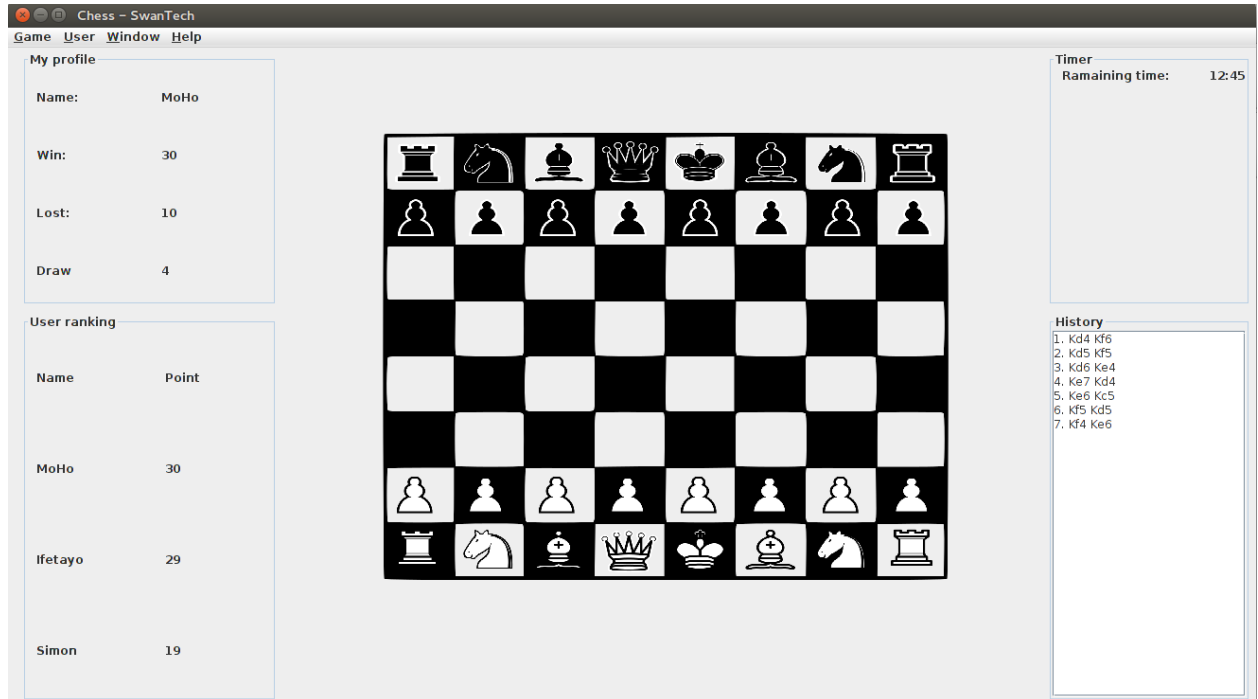 Chess – SwanTech
Game User Window Help
My profile
Name: MoHo
Win: 30
Lost: 10
Draw 4
User ranking
Name Point
MoHo 30
Ifetayo 29
Simon 19
Timer
Ramaining time: 12:45
History
1. Kd4 Kf6
2. Kd5 Kf5
3. Kd6 Ke4
4. Ke7 Kd4
5. Ke6 Kc5
6. Kf5 Kd5
7. Kf4 Ke6